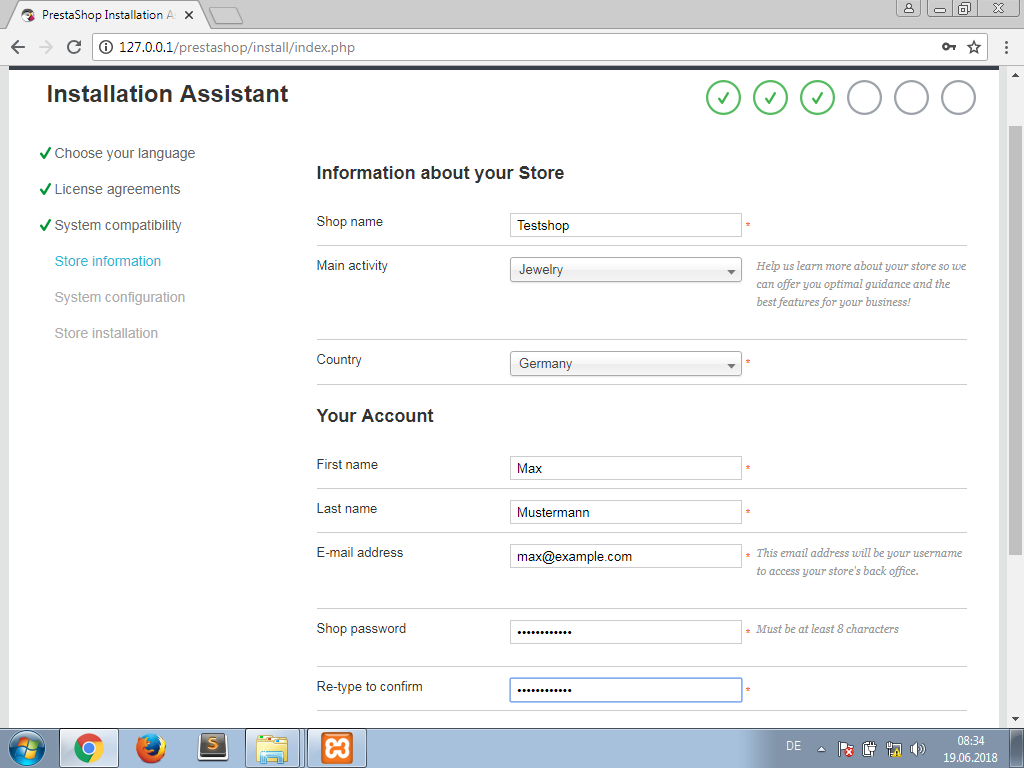 PrestaShop Installation A
127.0.0.1/prestashop/install/index.php
Installation Assistant
Choose your language
License agreements
System compatibility
Store information
System configuration
Store installation
Information about your Store
Shop name
Testshop
*
Main activity
Jewelry
Help us learn more about your store so we
can offer you optimal guidance and the
best features for your business!
Country
Germany
*
Your Account
First name
Max
*
Last name
Mustermann
*
E-mail address
max@example.com
*
This email address will be your username
to access your store's back office.
Shop password
••••••••••••
*
Must be at least 8 characters
Re-type to confirm
••••••••••••
*
DE
08:34
19.06.2018